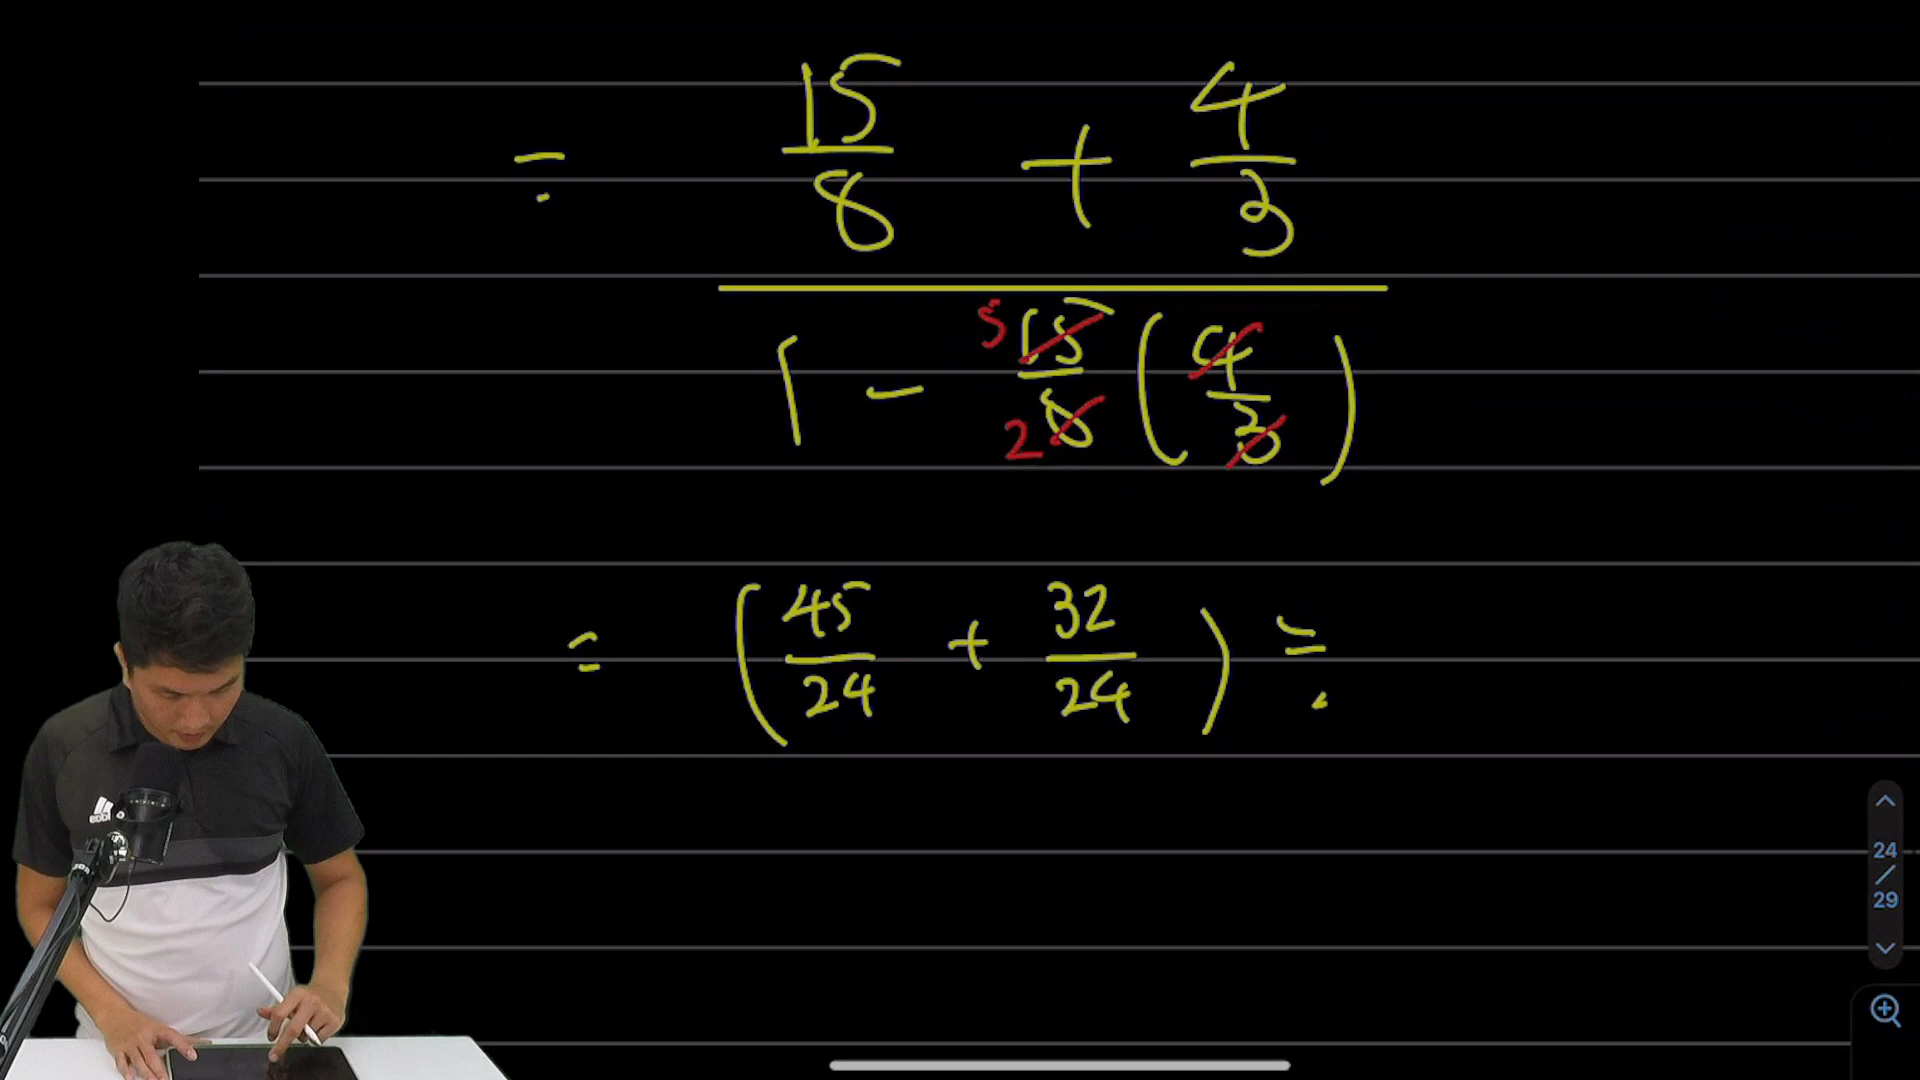 = 15/8 + 4/3
1 - 5 15/2 8 (4/3)
= (45/24 + 32/24) ÷
24
/
29